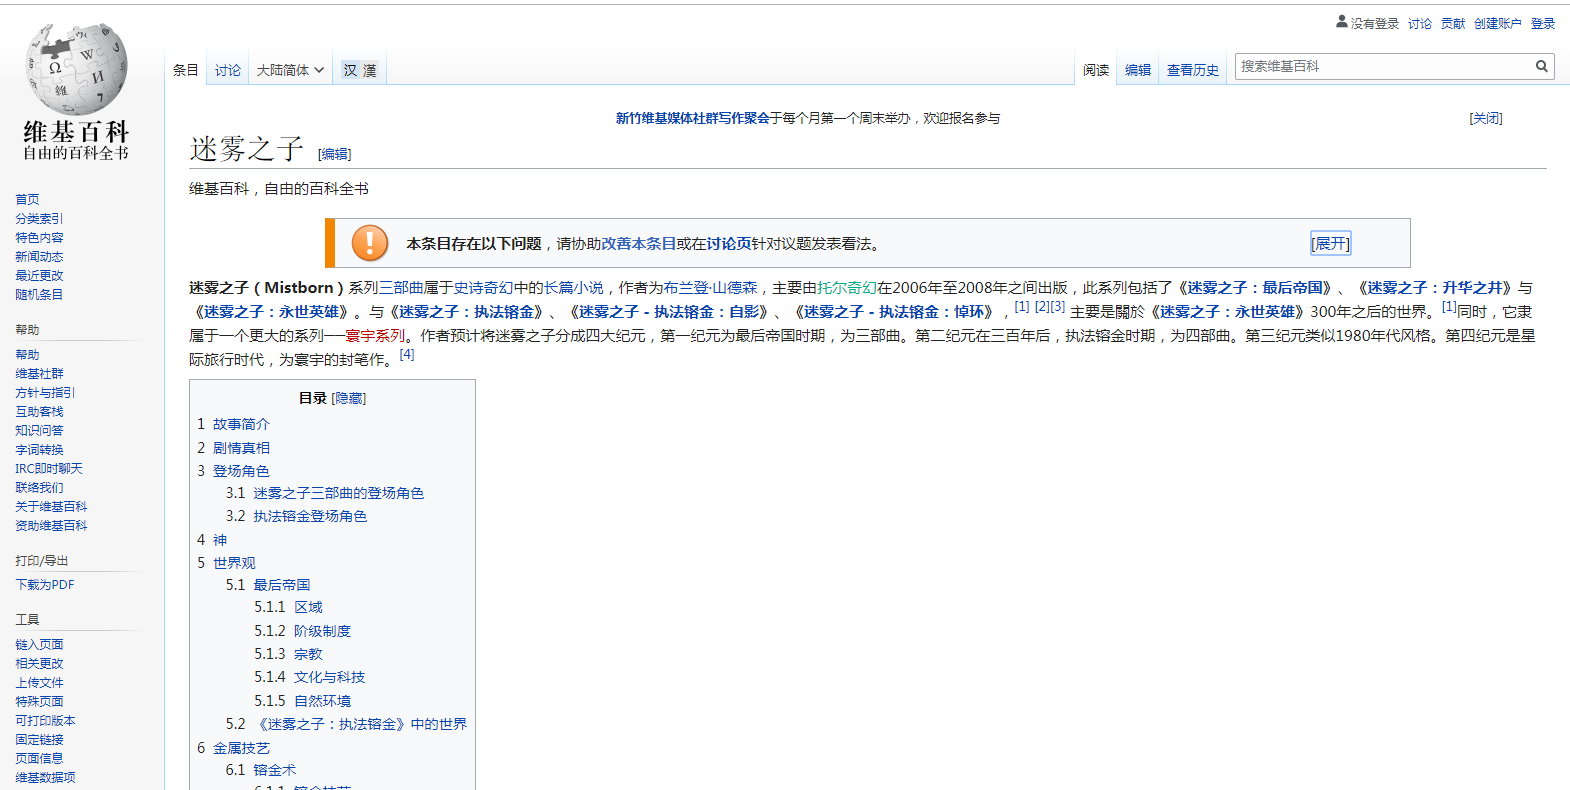 没有登录 讨论 贡献 创建账户 登录
条目 讨论 大陆简体 汉 漢 阅读 编辑 查看历史 搜索维基百科
维基百科
自由的百科全书
首页
分类索引
特色内容
新闻动态
最近更改
随机条目
帮助
帮助
维基社群
方针与指引
互助客栈
知识问答
字词转换
IRC即时聊天
联络我们
关于维基百科
资助维基百科
打印/导出
下载为PDF
工具
链入页面
相关更改
上传文件
特殊页面
可打印版本
固定链接
页面信息
维基数据项
新竹维基媒体社群写作聚会于每个月第一个周末举办，欢迎报名参与 [关闭]
迷雾之子 [编辑]
维基百科，自由的百科全书
本条目存在以下问题，请协助改善本条目或在讨论页针对议题发表看法。 [展开]
迷雾之子（Mistborn）系列三部曲属于史诗奇幻中的长篇小说，作者为布兰登·山德森，主要由托尔奇幻在2006年至2008年之间出版，此系列包括了《迷雾之子：最后帝国》、《迷雾之子：升华之井》与
《迷雾之子：永世英雄》。与《迷雾之子：执法镕金》、《迷雾之子－执法镕金：自影》、《迷雾之子－执法镕金：悼环》，[1] [2][3] 主要是關於《迷雾之子：永世英雄》300年之后的世界。[1]同时，它隶
属于一个更大的系列──寰宇系列。作者预计将迷雾之子分成四大纪元，第一纪元为最后帝国时期，为三部曲。第二纪元在三百年后，执法镕金时期，为四部曲。第三纪元类似1980年代风格。第四纪元是星
际旅行时代，为寰宇的封笔作。[4]
目录 [隐藏]
1 故事简介
2 剧情真相
3 登场角色
3.1 迷雾之子三部曲的登场角色
3.2 执法镕金登场角色
4 神
5 世界观
5.1 最后帝国
5.1.1 区域
5.1.2 阶级制度
5.1.3 宗教
5.1.4 文化与科技
5.1.5 自然环境
5.2 《迷雾之子：执法镕金》中的世界
6 金属技艺
6.1 镕金术